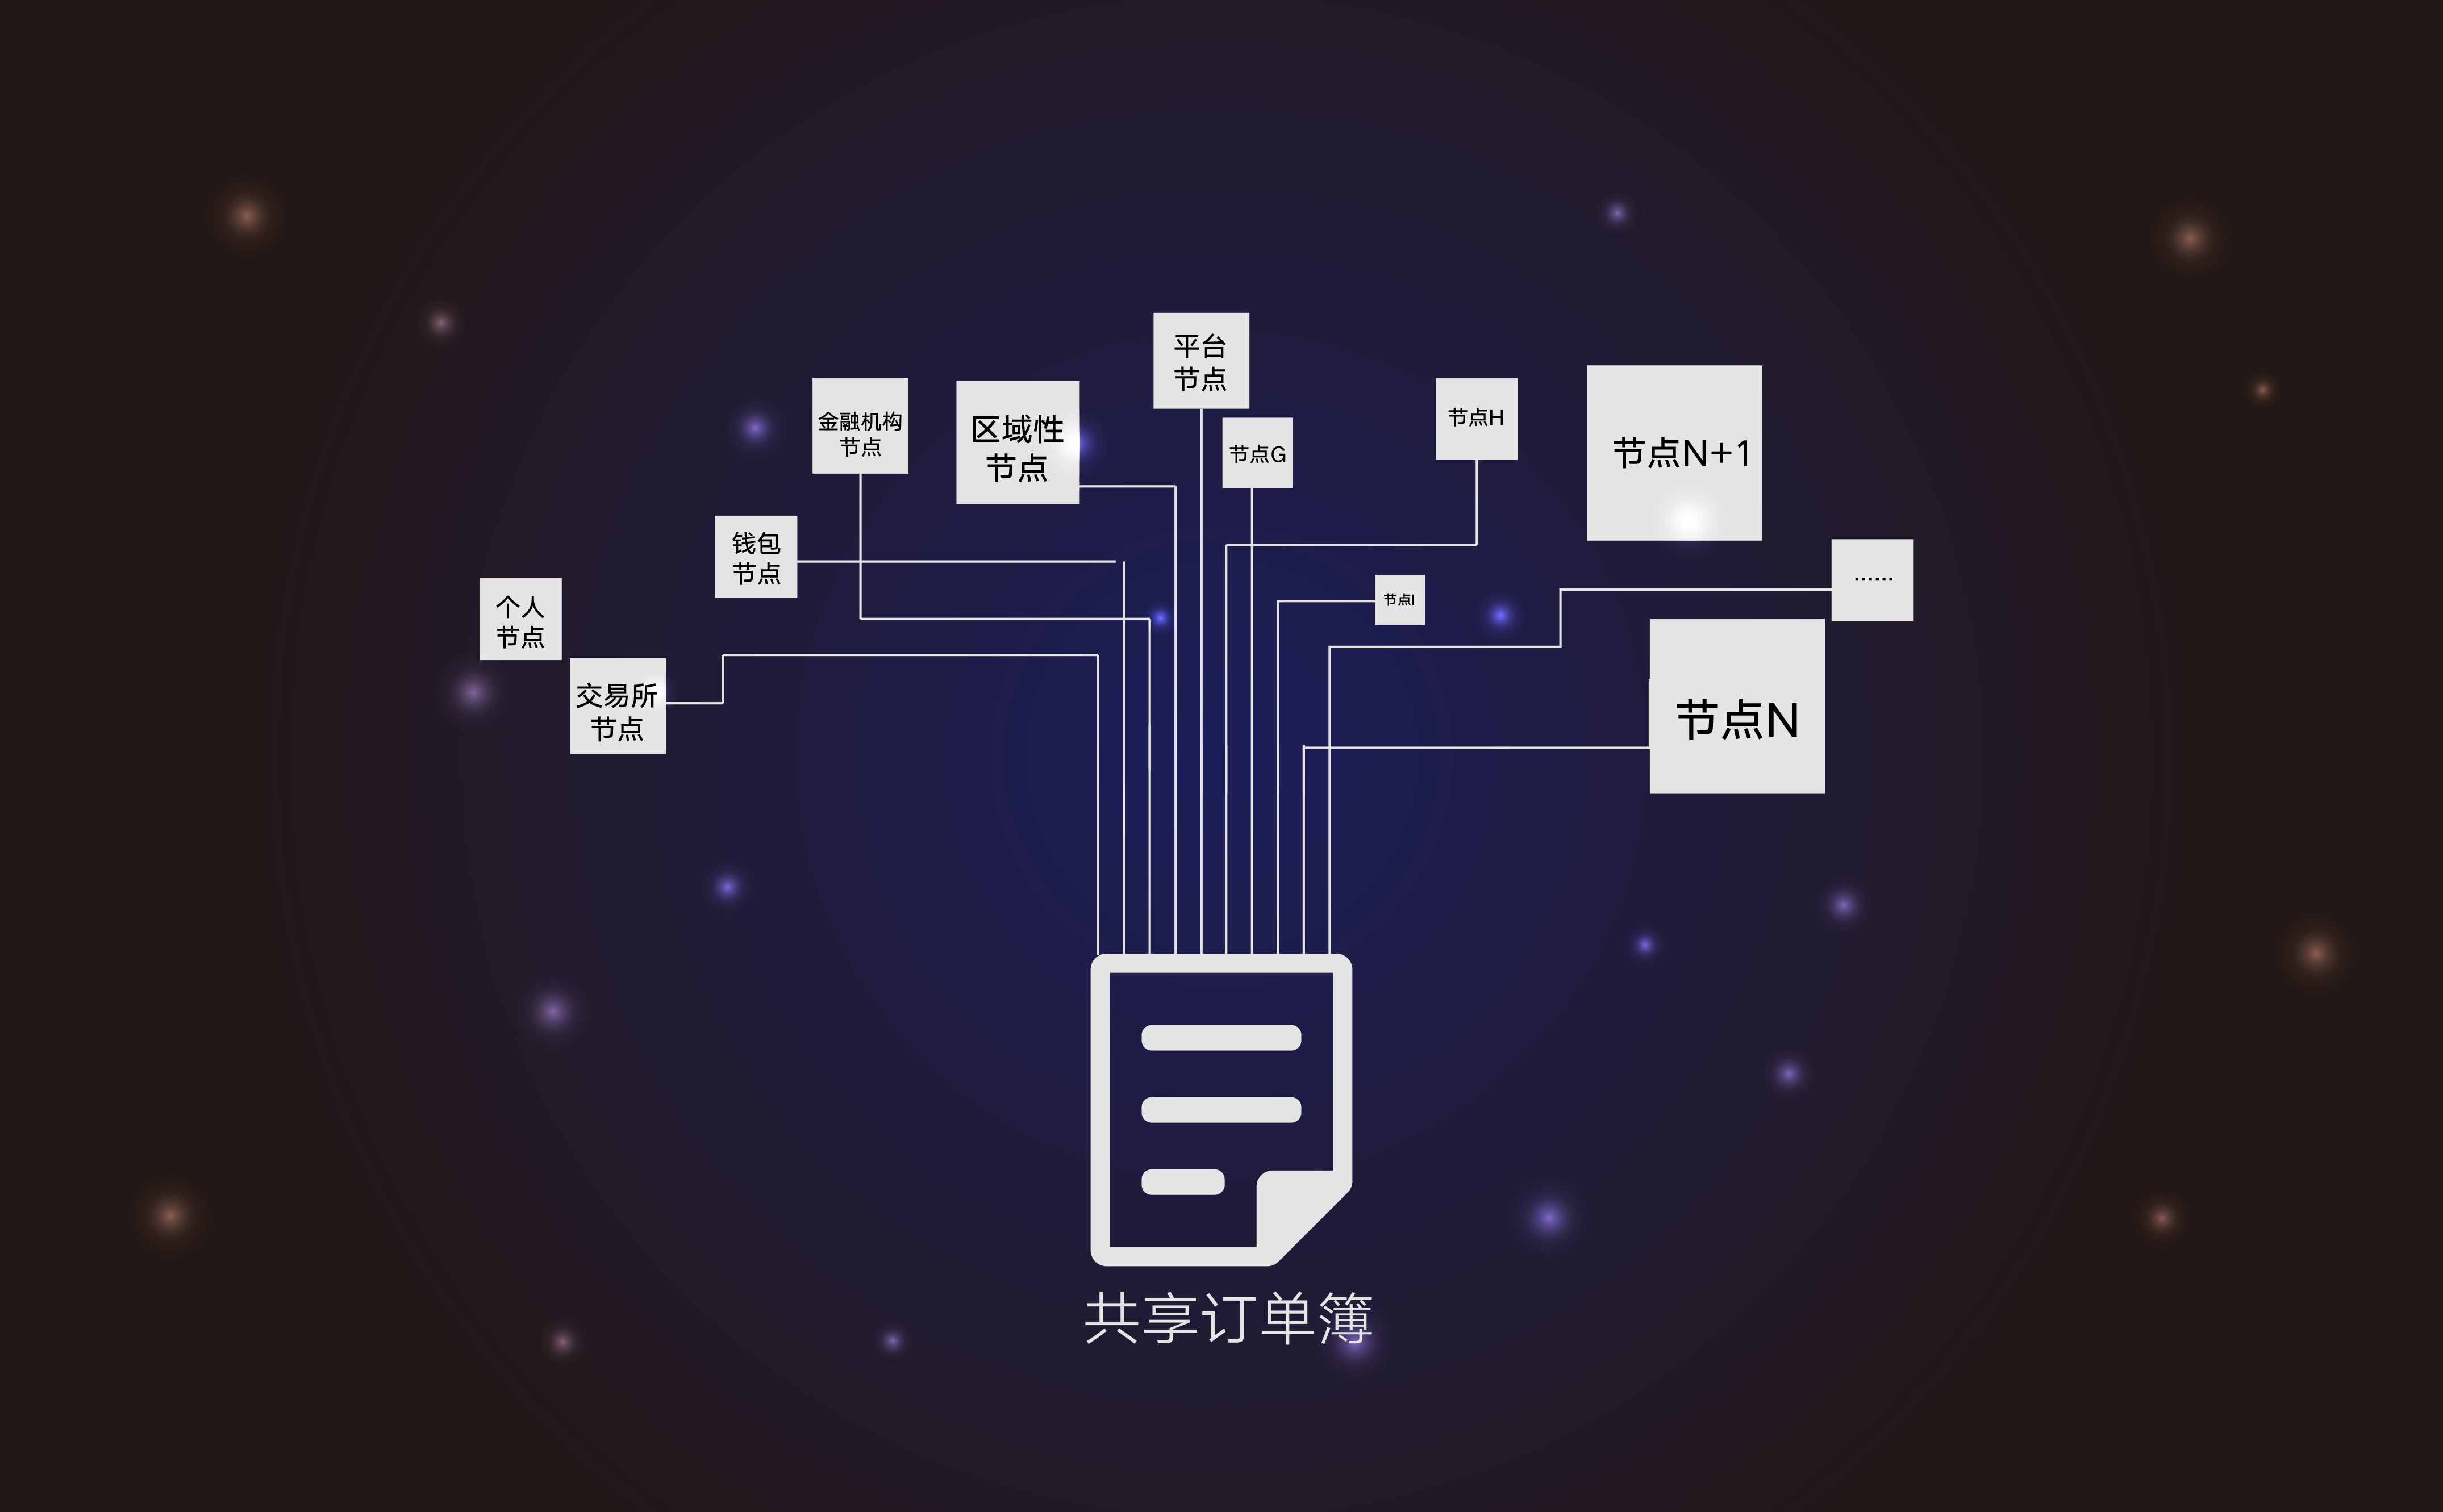 平台
节点
金融机构
节点
区域性
节点
节点G
节点H
节点N+1
钱包
节点
个人
节点
节点I
……
交易所
节点
节点N
共享订单簿